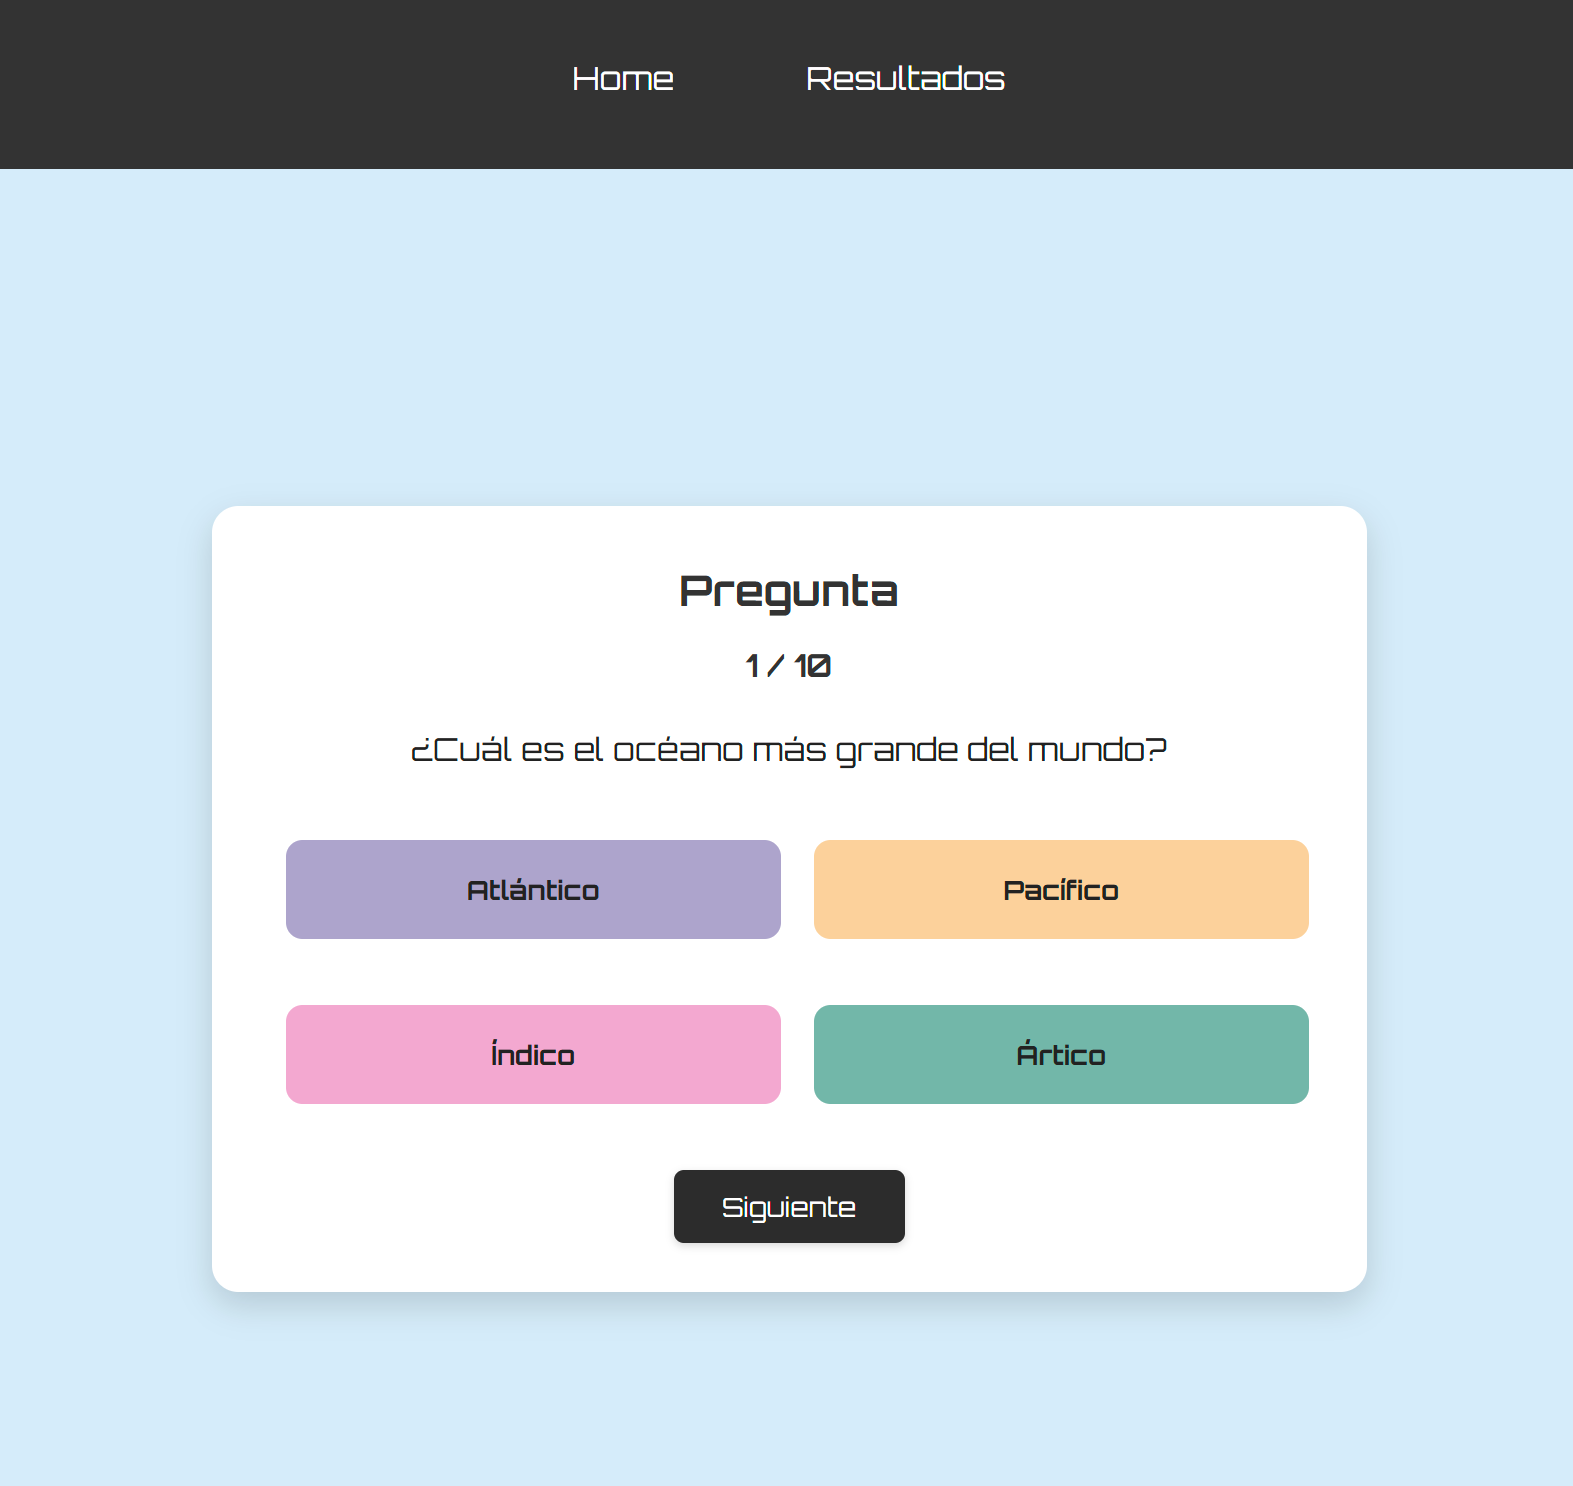 Home Resultados
Pregunta
1 / 10
¿Cuál es el océano más grande del mundo?
Atlántico Pacífico
Índico Ártico
Siguiente